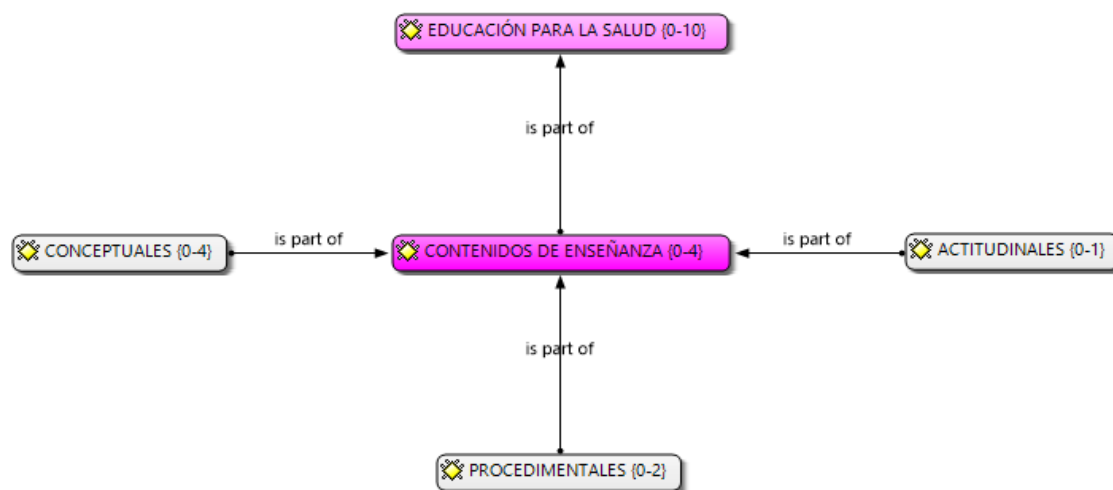 EDUCACIÓN PARA LA SALUD {0-10}
is part of
CONCEPTUALES {0-4}
is part of
CONTENIDOS DE ENSEÑANZA {0-4}
is part of
ACTITUDINALES {0-1}
is part of
PROCEDIMENTALES {0-2}